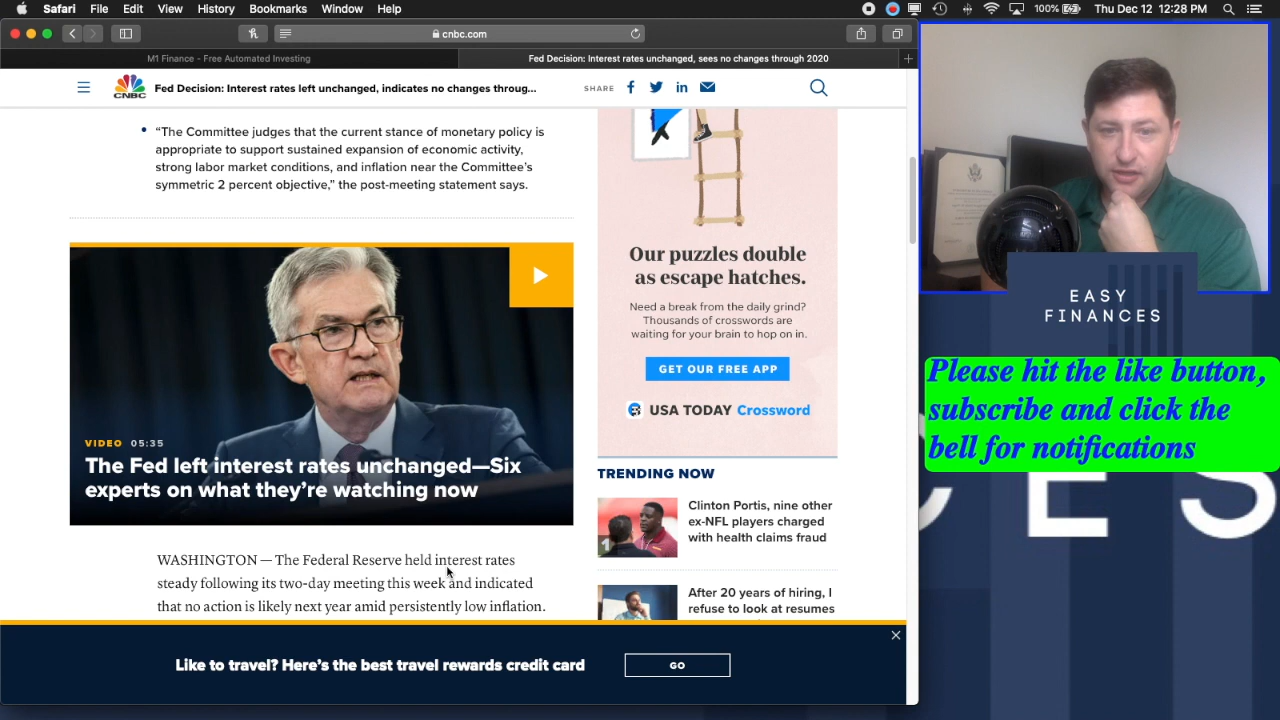 Safari File Edit View History Bookmarks Window Help
100% Thu Dec 12 12:28 PM
cnbc.com
M1 Finance - Free Automated Investing
Fed Decision: Interest rates unchanged, sees no changes through 2020
CNBC
Fed Decision: Interest rates left unchanged, indicates no changes throug...
SHARE
“The Committee judges that the current stance of monetary policy is
appropriate to support sustained expansion of economic activity,
strong labor market conditions, and inflation near the Committee’s
symmetric 2 percent objective,” the post-meeting statement says.
VIDEO 05:35
The Fed left interest rates unchanged—Six
experts on what they’re watching now
WASHINGTON — The Federal Reserve held interest rates
steady following its two-day meeting this week and indicated
that no action is likely next year amid persistently low inflation.
Our puzzles double
as escape hatches.
Need a break from the daily grind?
Thousands of crosswords are
waiting for your brain to hop on in.
GET OUR FREE APP
USA TODAY Crossword
TRENDING NOW
1
Clinton Portis, nine other
ex-NFL players charged
with health claims fraud
After 20 years of hiring, I
refuse to look at resumes
Like to travel? Here’s the best travel rewards credit card
GO
EASY
FINANCES
Please hit the like button,
subscribe and click the
bell for notifications
CES